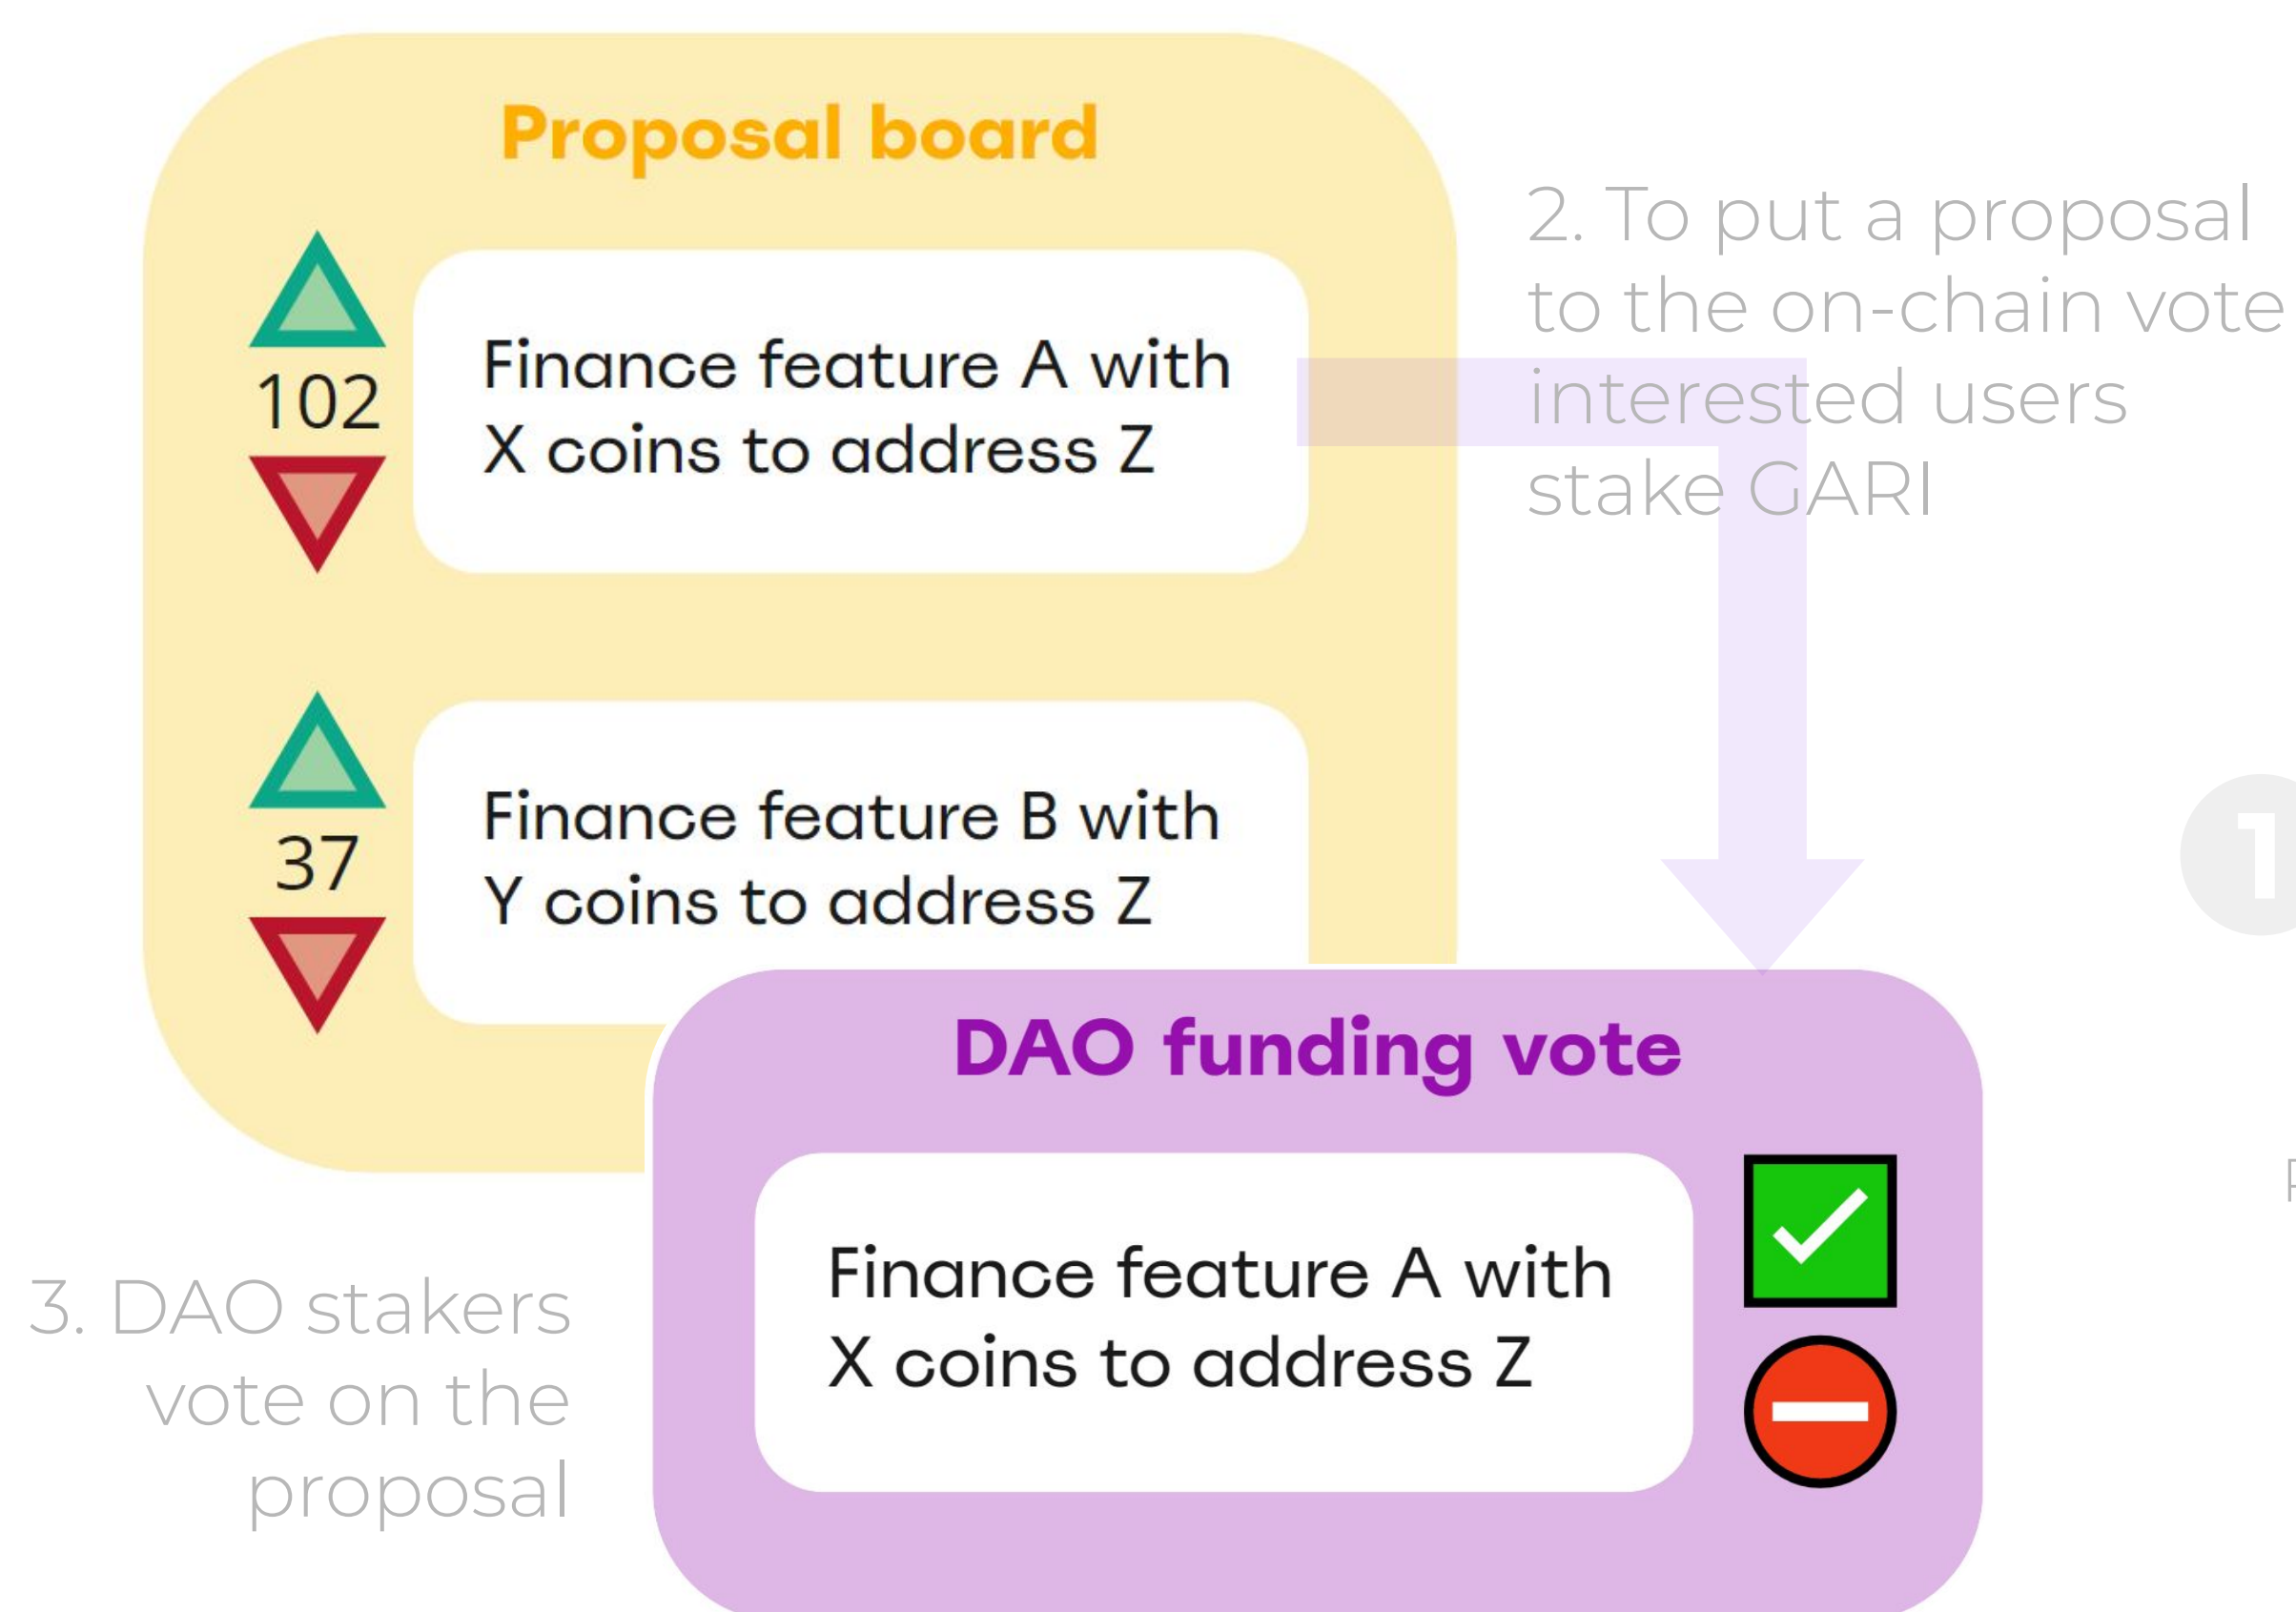 Proposal board
102
Finance feature A with
X coins to address Z
37
Finance feature B with
Y coins to address Z
2. To put a proposal
to the on-chain vote
interested users
stake GARI
1
DAO funding vote
Finance feature A with
X coins to address Z
3. DAO stakers
vote on the
proposal